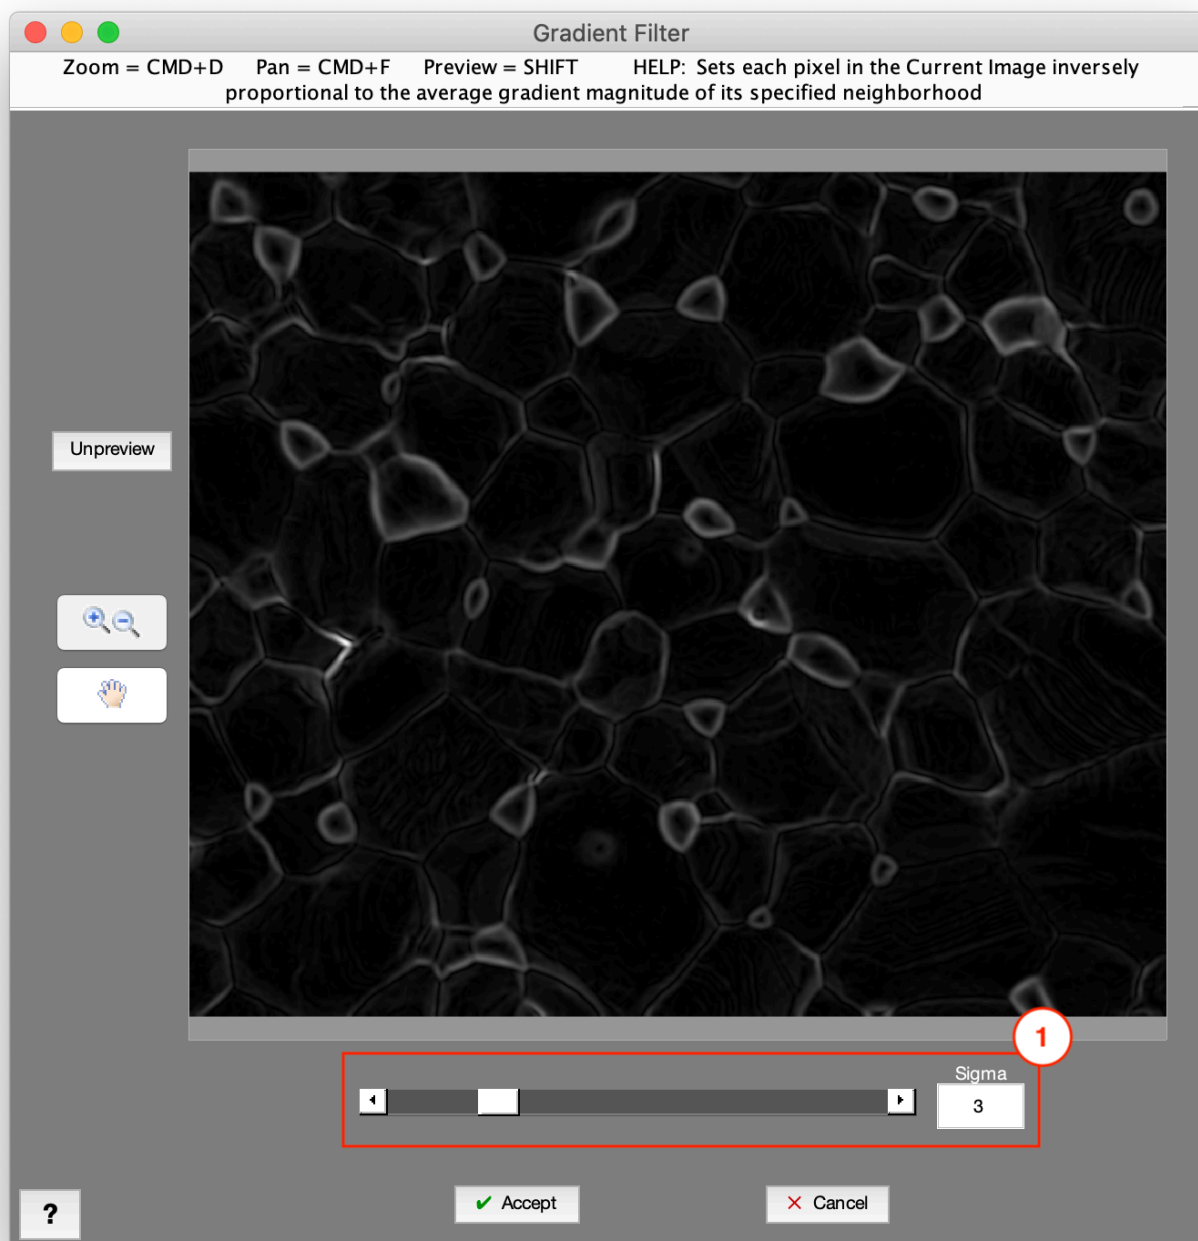 Gradient Filter
Zoom = CMD+D Pan = CMD+F Preview = SHIFT HELP: Sets each pixel in the Current Image inversely
proportional to the average gradient magnitude of its specified neighborhood
Unpreview
1
Sigma
3
Accept
Cancel
?